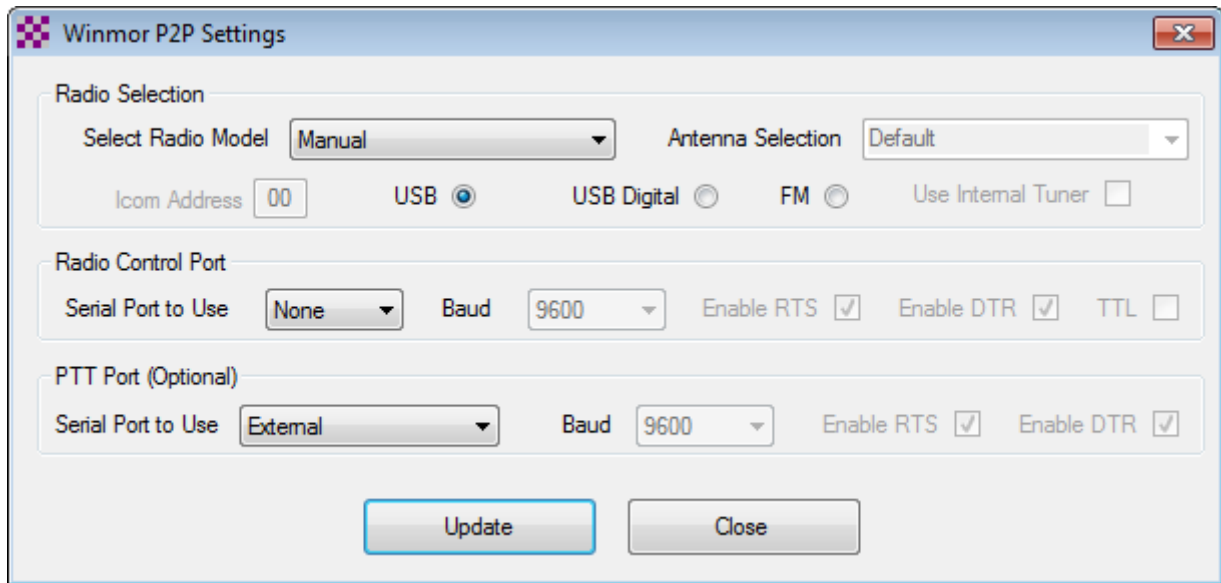 Winmor P2P Settings
Radio Selection
Select Radio Model Manual Antenna Selection Default
Icom Address 00 USB USB Digital FM Use Internal Tuner
Radio Control Port
Serial Port to Use None Baud 9600 Enable RTS Enable DTR TTL
PTT Port (Optional)
Serial Port to Use External Baud 9600 Enable RTS Enable DTR
Update Close